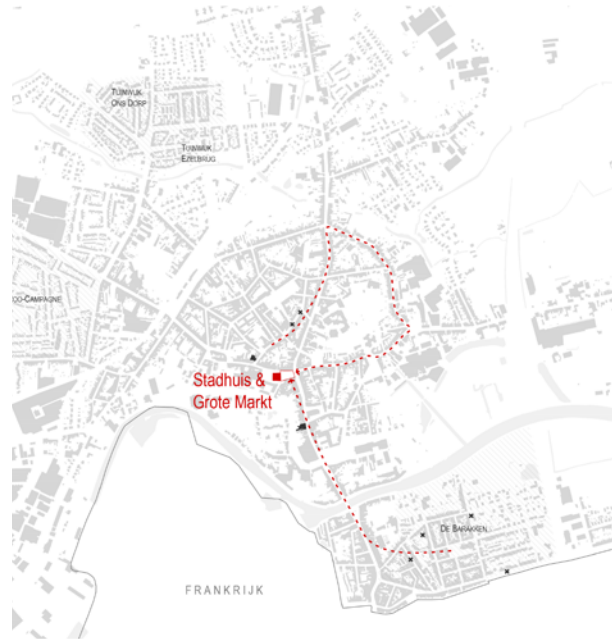 TUINWIJK
ONS DORP
TUINWIJK
EZELBRUG
CO-CAMPAGNE
Stadhuis &
Grote Markt
DE BARAKKEN
FRANKRIJK